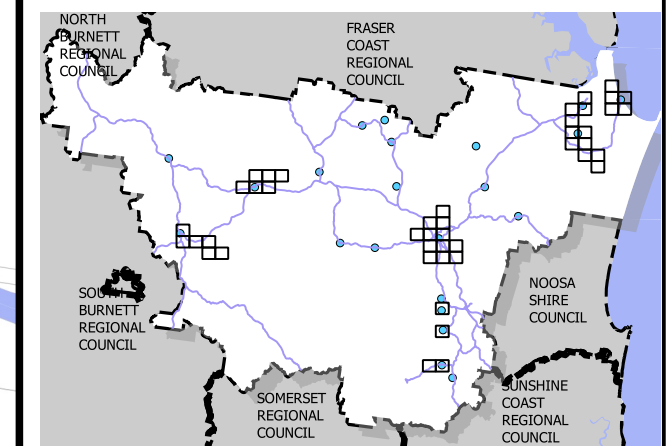 NORTH
BURNETT
REGIONAL
COUNCIL
FRASER
COAST
REGIONAL
COUNCIL
SOUTH
BURNETT
REGIONAL
COUNCIL
NOOSA
SHIRE
COUNCIL
SOMERSET
REGIONAL
COUNCIL
SUNSHINE
COAST
REGIONAL
COUNCIL